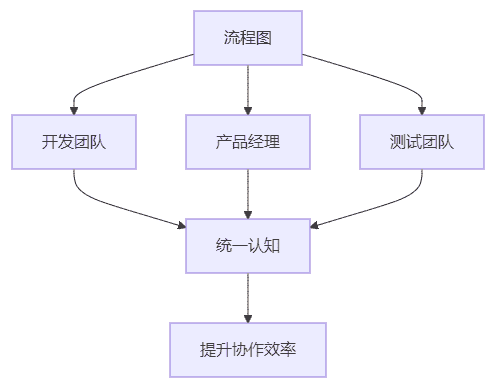 流程图
开发团队
产品经理
测试团队
统一认知
提升协作效率